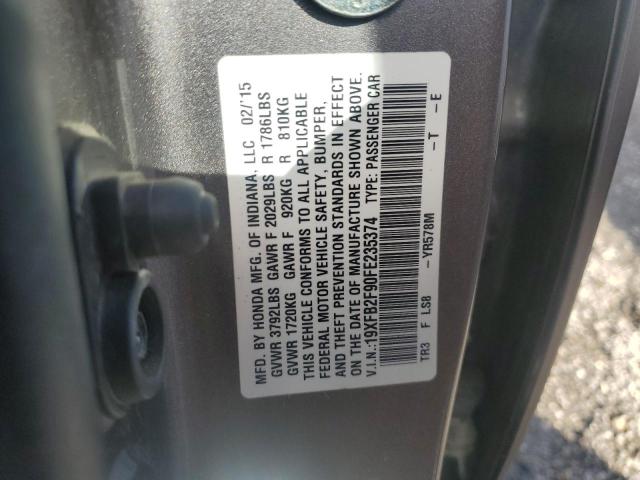 MFD. BY HONDA MFG. OF INDIANA, LLC 02/'15
GVWR 3792LBS GAWR F 2029LBS R 1786LBS
GVWR 1720KG GAWR F 920KG R 810KG
THIS VEHICLE CONFORMS TO ALL APPLICABLE
FEDERAL MOTOR VEHICLE SAFETY, BUMPER,
AND THEFT PREVENTION STANDARDS IN EFFECT
ON THE DATE OF MANUFACTURE SHOWN ABOVE.
V.I.N.:19XFB2F90FE235374 TYPE: PASSENGER CAR
TR3 F LS8 -YR578M -T -E